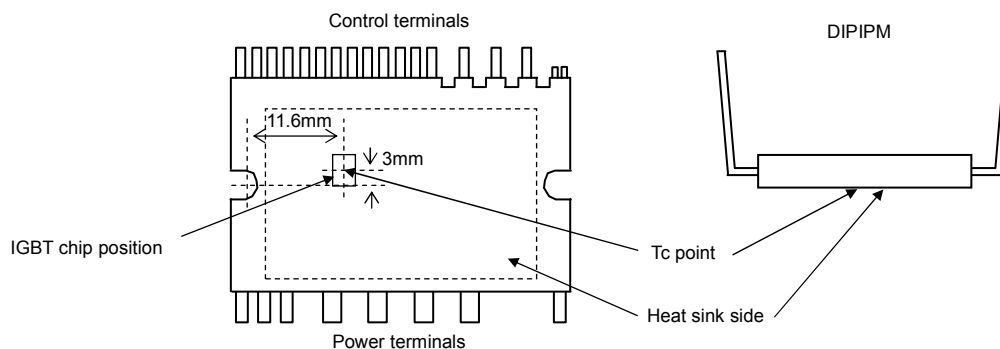 Control terminals
DIPIPM
11.6mm
3mm
IGBT chip position
Tc point
Heat sink side
Power terminals